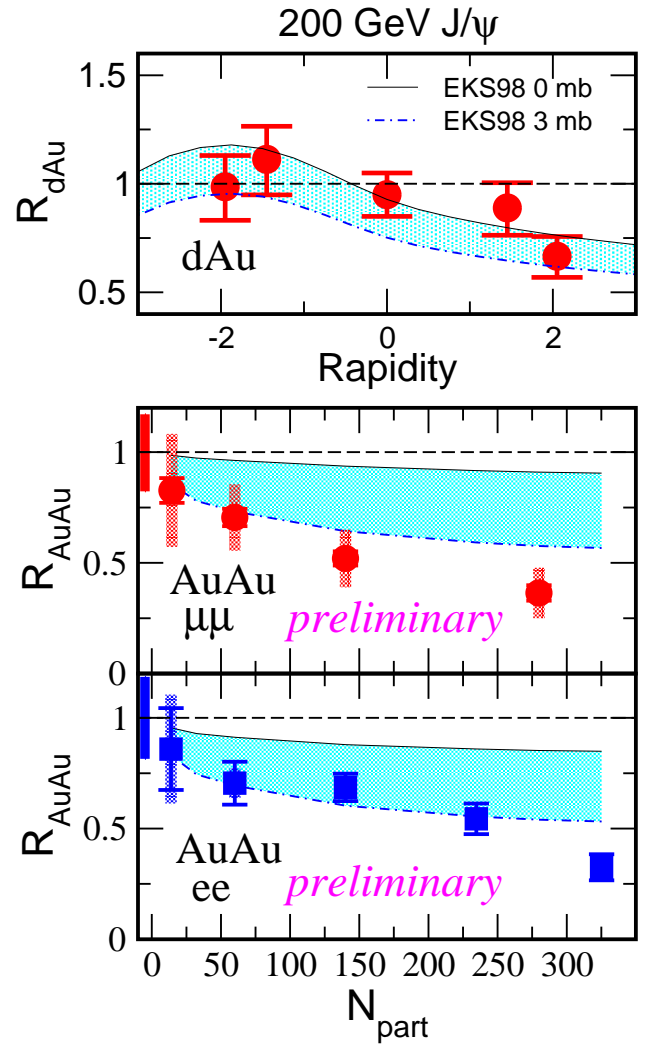 200 GeV J/ψ
1.5
1
0.5
R_dAu
EKS98 0 mb
EKS98 3 mb
dAu
-2
0
2
Rapidity
1
0.5
0
R_AuAu
AuAu
μμ
preliminary
1
0.5
0
R_AuAu
AuAu
ee
preliminary
0 50 100 150 200 250 300
N_part